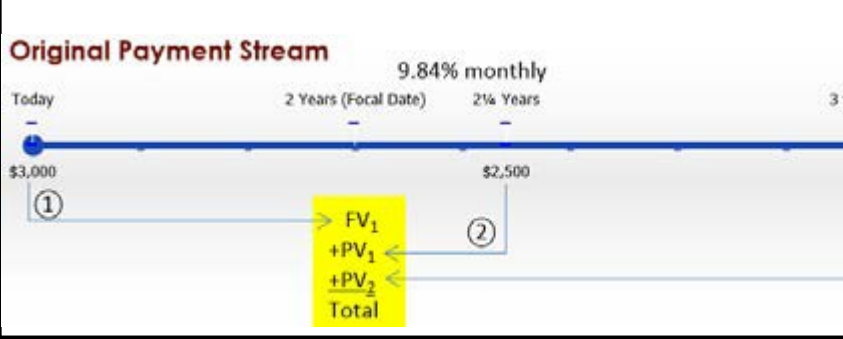 Original Payment Stream
9.84% monthly
Today
2 Years (Focal Date)
2¼ Years
3
$3,000
$2,500
①
②
FV₁
+PV₁
+PV₂
Total